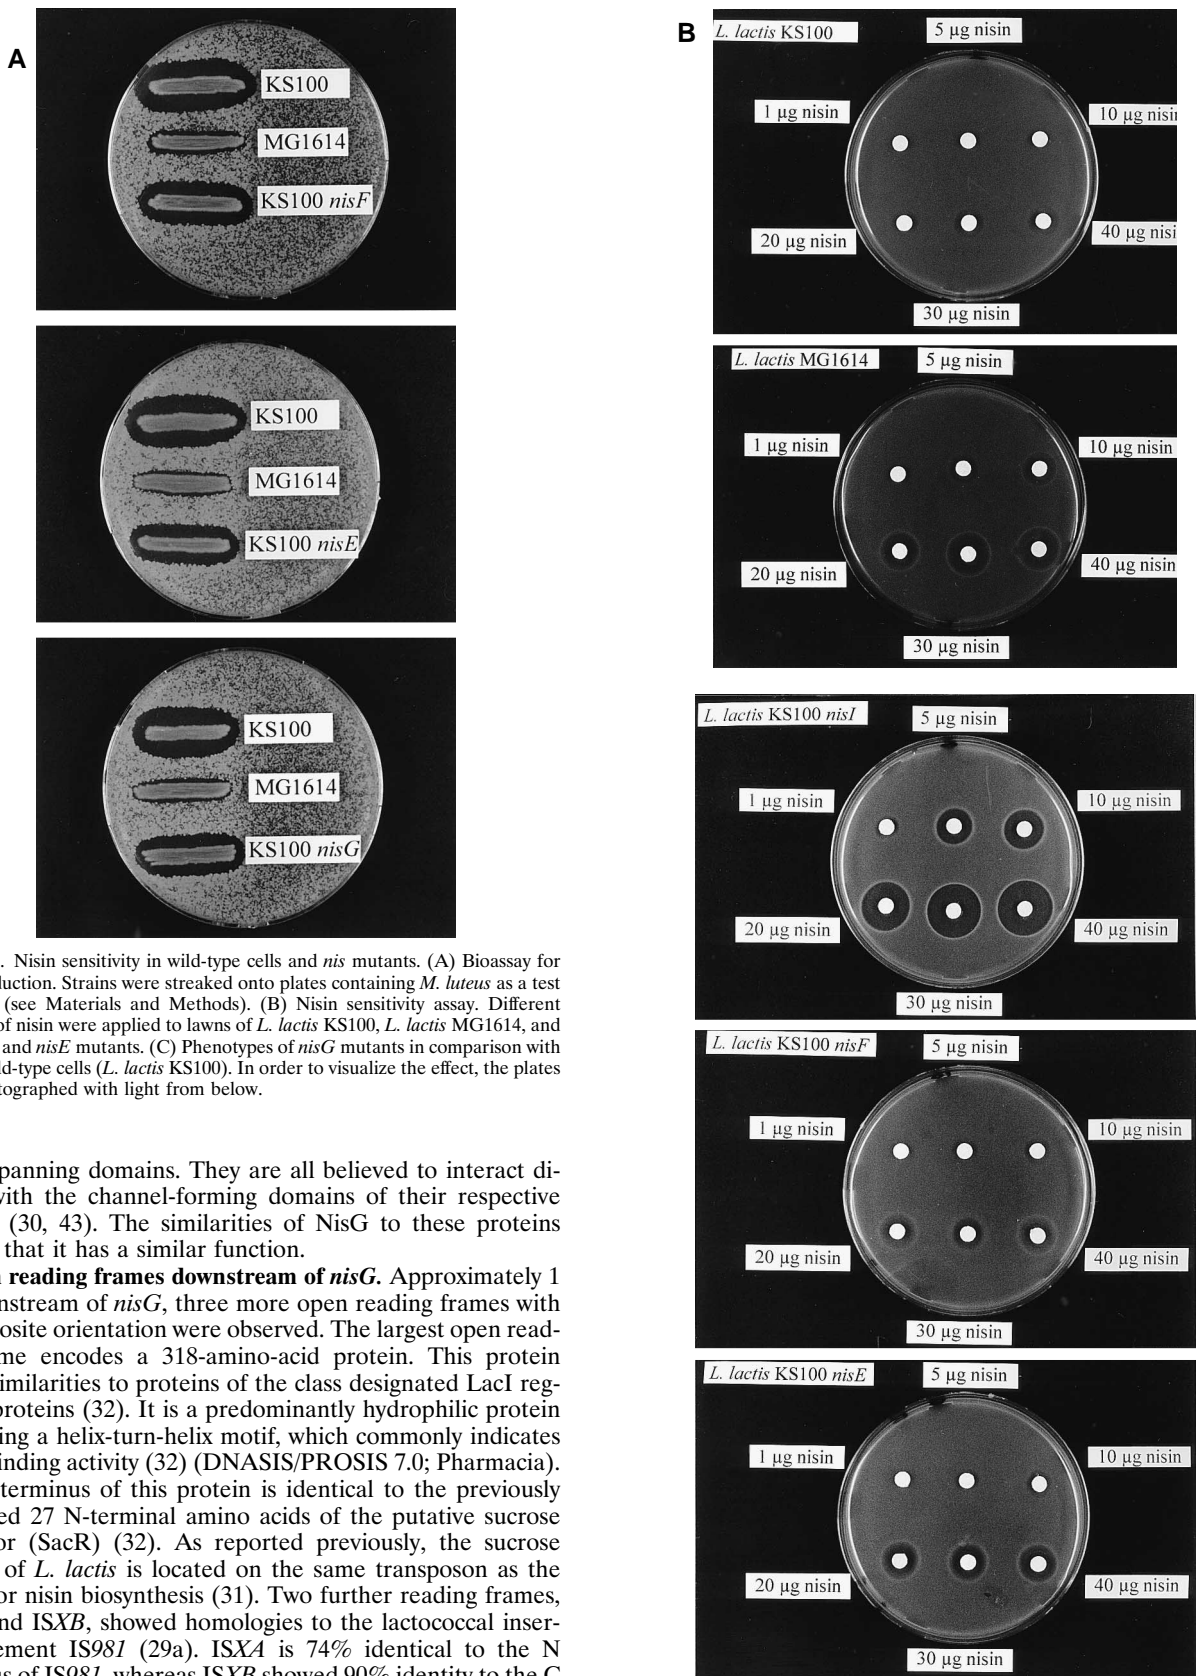 A
KS100
MG1614
KS100 nisF
KS100
MG1614
KS100 nisE
KS100
MG1614
KS100 nisG
. Nisin sensitivity in wild-type cells and nis mutants. (A) Bioassay for
duction. Strains were streaked onto plates containing M. luteus as a test
(see Materials and Methods). (B) Nisin sensitivity assay. Different
of nisin were applied to lawns of L. lactis KS100, L. lactis MG1614, and
and nisE mutants. (C) Phenotypes of nisG mutants in comparison with
ld-type cells (L. lactis KS100). In order to visualize the effect, the plates
tographed with light from below.
panning domains. They are all believed to interact di-
with the channel-forming domains of their respective
(30, 43). The similarities of NisG to these proteins
that it has a similar function.
reading frames downstream of nisG. Approximately 1
nstream of nisG, three more open reading frames with
osite orientation were observed. The largest open read-
me encodes a 318-amino-acid protein. This protein
imilarities to proteins of the class designated LacI reg-
proteins (32). It is a predominantly hydrophilic protein
ing a helix-turn-helix motif, which commonly indicates
inding activity (32) (DNASIS/PROSIS 7.0; Pharmacia).
terminus of this protein is identical to the previously
ed 27 N-terminal amino acids of the putative sucrose
or (SacR) (32). As reported previously, the sucrose
of L. lactis is located on the same transposon as the
or nisin biosynthesis (31). Two further reading frames,
nd ISXB, showed homologies to the lactococcal inser-
ement IS981 (29a). ISXA is 74% identical to the N
us of IS981, whereas ISXB showed 90% identity to the C
B
L. lactis KS100
5 µg nisin
1 µg nisin
10 µg nisin
20 µg nisin
40 µg nisi
30 µg nisin
L. lactis MG1614
5 µg nisin
1 µg nisin
10 µg nisin
20 µg nisin
40 µg nisin
30 µg nisin
L. lactis KS100 nisI
5 µg nisin
1 µg nisin
10 µg nisin
20 µg nisin
40 µg nisin
30 µg nisin
L. lactis KS100 nisF
5 µg nisin
1 µg nisin
10 µg nisin
20 µg nisin
40 µg nisin
30 µg nisin
L. lactis KS100 nisE
5 µg nisin
1 µg nisin
10 µg nisin
20 µg nisin
40 µg nisin
30 µg nisin